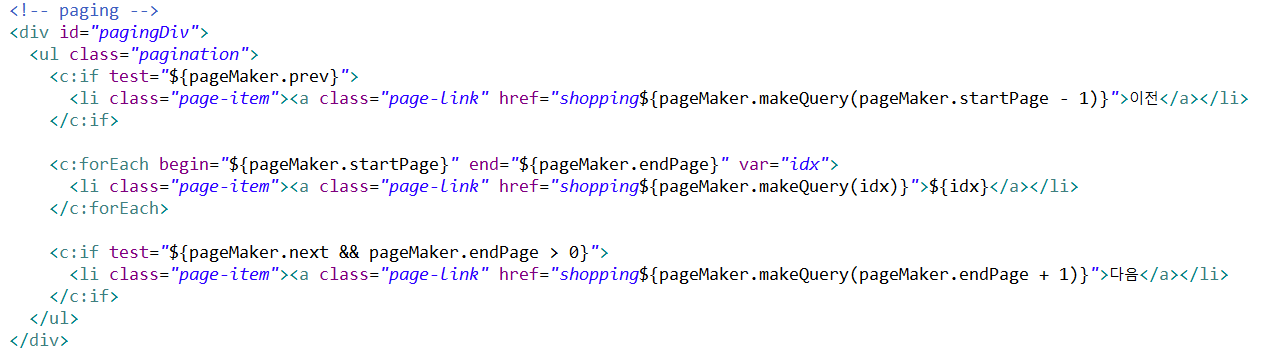 <!-- paging -->
<div id="pagingDiv">
  <ul class="pagination">
    <c:if test="${pageMaker.prev}">
      <li class="page-item"><a class="page-link" href="shopping${pageMaker.makeQuery(pageMaker.startPage - 1)}">이전</a></li>
    </c:if>

    <c:forEach begin="${pageMaker.startPage}" end="${pageMaker.endPage}" var="idx">
      <li class="page-item"><a class="page-link" href="shopping${pageMaker.makeQuery(idx)}">${idx}</a></li>
    </c:forEach>

    <c:if test="${pageMaker.next && pageMaker.endPage > 0}">
      <li class="page-item"><a class="page-link" href="shopping${pageMaker.makeQuery(pageMaker.endPage + 1)}">다음</a></li>
    </c:if>
  </ul>
</div>